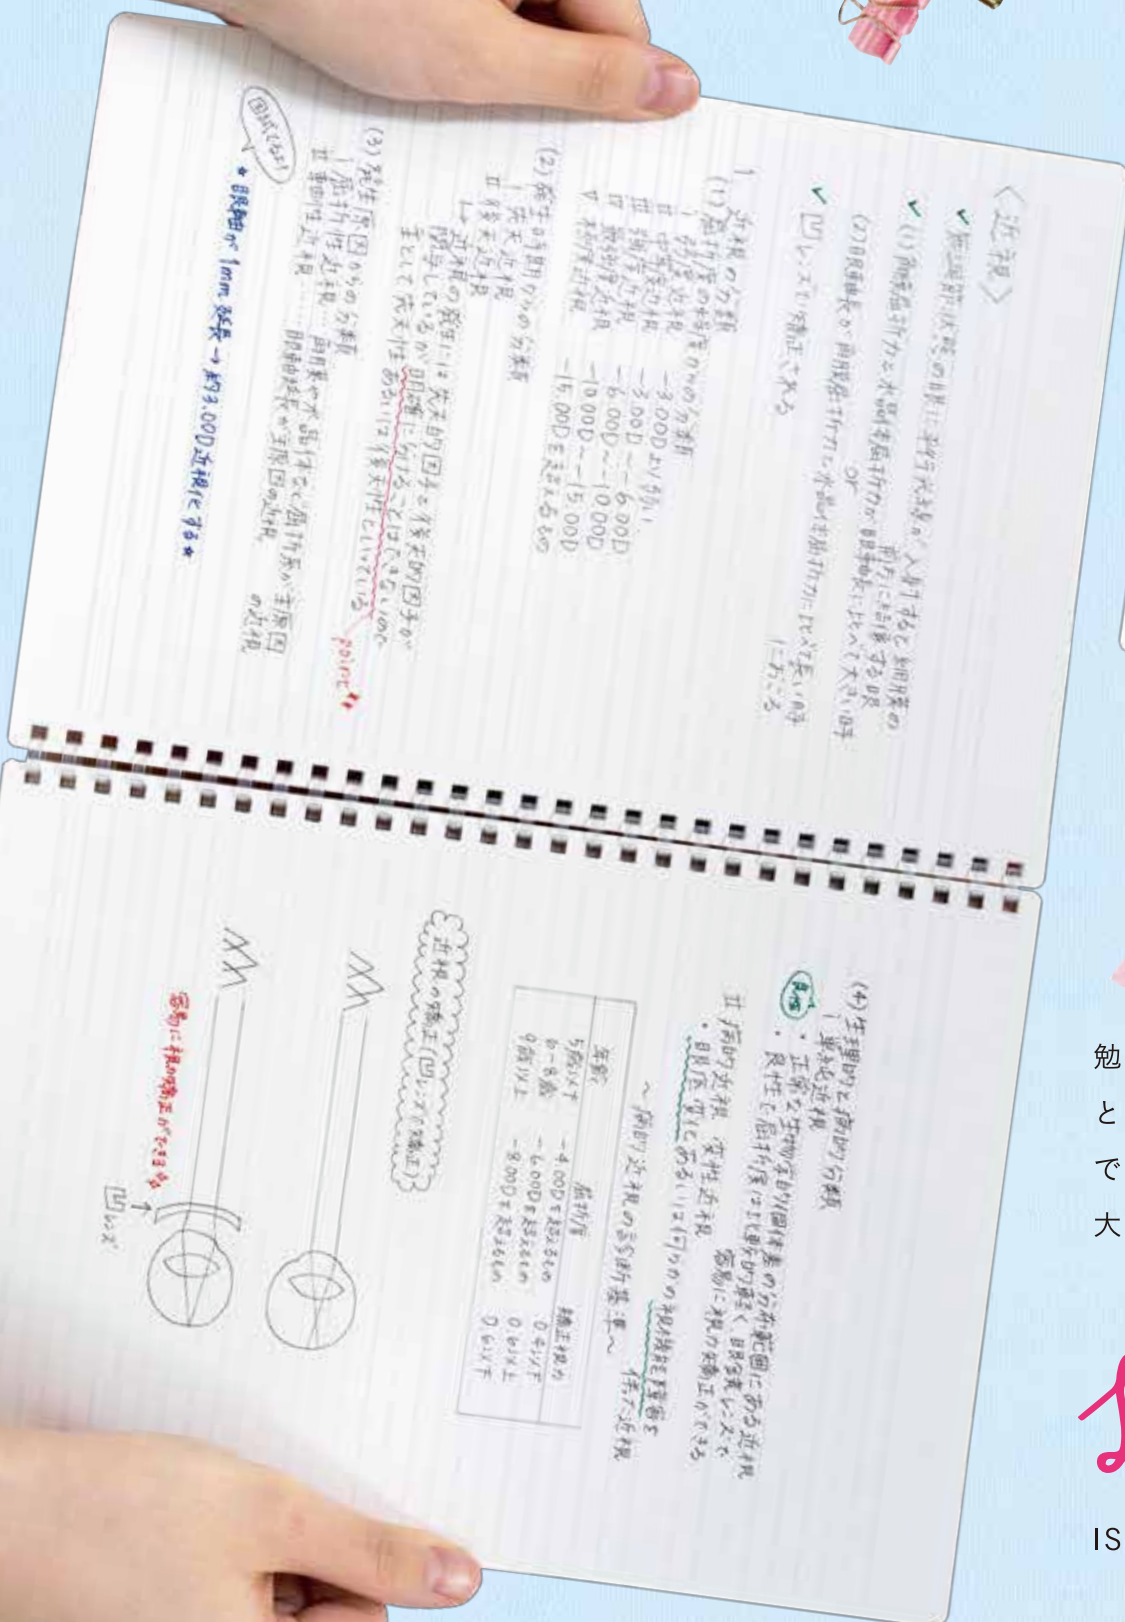 <近視>
✓ 無調節状態の眼に平行光線が入射すると網膜の
前方に結像する眼
✓ (1)角膜屈折力や水晶体屈折力が眼軸長に比べて大きい時
or
(2)眼軸長が角膜屈折力と水晶体屈折力に比べて長い時
におこる
✓ 凹レンズで矯正される
1 近視の分類
(1)屈折度の程度からの分類
i 弱度近視 -3.00Dより弱い
ii 中等度近視 -3.00D~-6.00D
iii 強度近視 -6.00D~-10.00D
iv 最強度近視 -10.00D~-15.00D
v 極度近視 -15.00Dを超えるもの
(2)発生時期からの分類
i 先天近視
ii 後天近視
↳ 近視の発生には先天的因子と後天的因子が
関与しているが明確に分けることはできないので
主として先天性あるいは後天性といっている
point!!
(3)発生原因からの分類
i 屈折性近視… 角膜や水晶体など屈折系が主原因
の近視
ii 軸性近視…… 眼軸延長が主原因の近視
★眼軸が1mm延長→約3.00D近視化する★
(4)生理的と病的分類
i 単純近視
・正常な生物学的個体差の分布範囲にある近視
良性
・良性で屈折度は比較的軽く眼鏡レンズで
容易に視力矯正ができる
ii 病的近視 変性近視
・眼底変化あるいは何らかの視機能障害を
伴った近視
~病的近視の診断基準~
年齢 屈折度 矯正視力
5歳以下 -4.00Dを超えるもの 0.4以下
6-8歳 -6.00Dを超えるもの 0.6以上
9歳以上 -8.00Dを超えるもの 0.6以下
近視の矯正(凹レンズで矯正)
容易に視力矯正ができる
凹レンズ
勉
と
で
大
IS